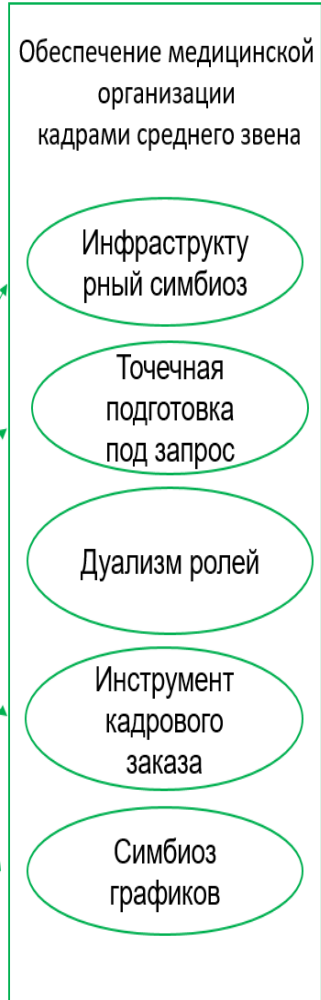 Обеспечение медицинской
организации
кадрами среднего звена
Инфраструкту
рный симбиоз
Точечная
подготовка
под запрос
Дуализм ролей
Инструмент
кадрового
заказа
Симбиоз
графиков